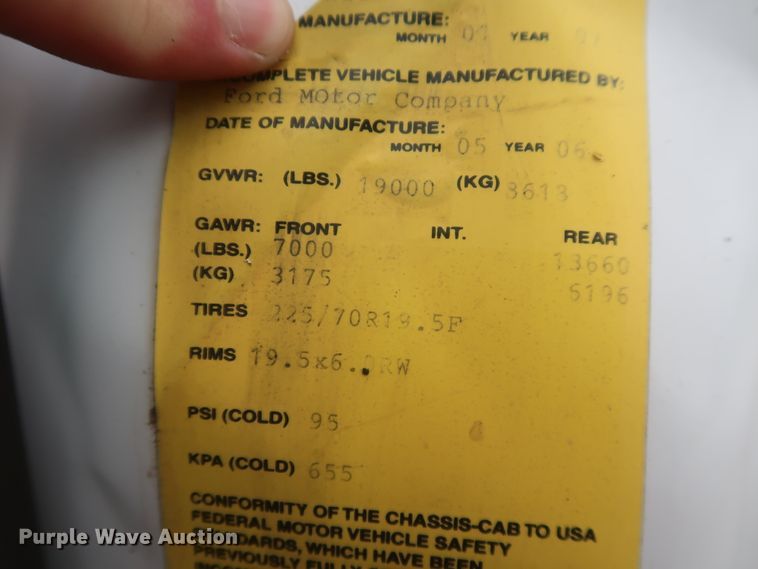 MANUFACTURE:
MONTH 07 YEAR
COMPLETE VEHICLE MANUFACTURED BY:
Ford MOtor Company
DATE OF MANUFACTURE:
MONTH 05 YEAR 06
GVWR: (LBS.) 19000 (KG) 8618
GAWR: FRONT INT. REAR
(LBS.) 7000 13660
(KG) 3175 6196
TIRES 225/70R19.5F
RIMS 19.5x6.0RW
PSI (COLD) 95
KPA (COLD) 655
CONFORMITY OF THE CHASSIS-CAB TO USA
FEDERAL MOTOR VEHICLE SAFETY
WHICH HAVE BEEN
PREVIOUSLY
Purple Wave Auction